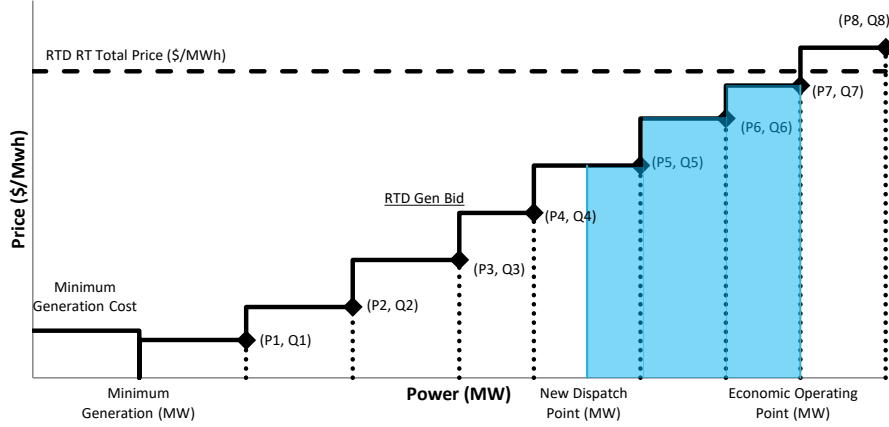 (P8, Q8)
RTD RT Total Price ($/MWh)
(P7, Q7)
(P6, Q6)
(P5, Q5)
Price ($/Mwh)
RTD Gen Bid
(P4, Q4)
(P3, Q3)
Minimum
Generation Cost
(P2, Q2)
(P1, Q1)
Minimum
Generation (MW)
Power (MW)
New Dispatch
Point (MW)
Economic Operating
Point (MW)